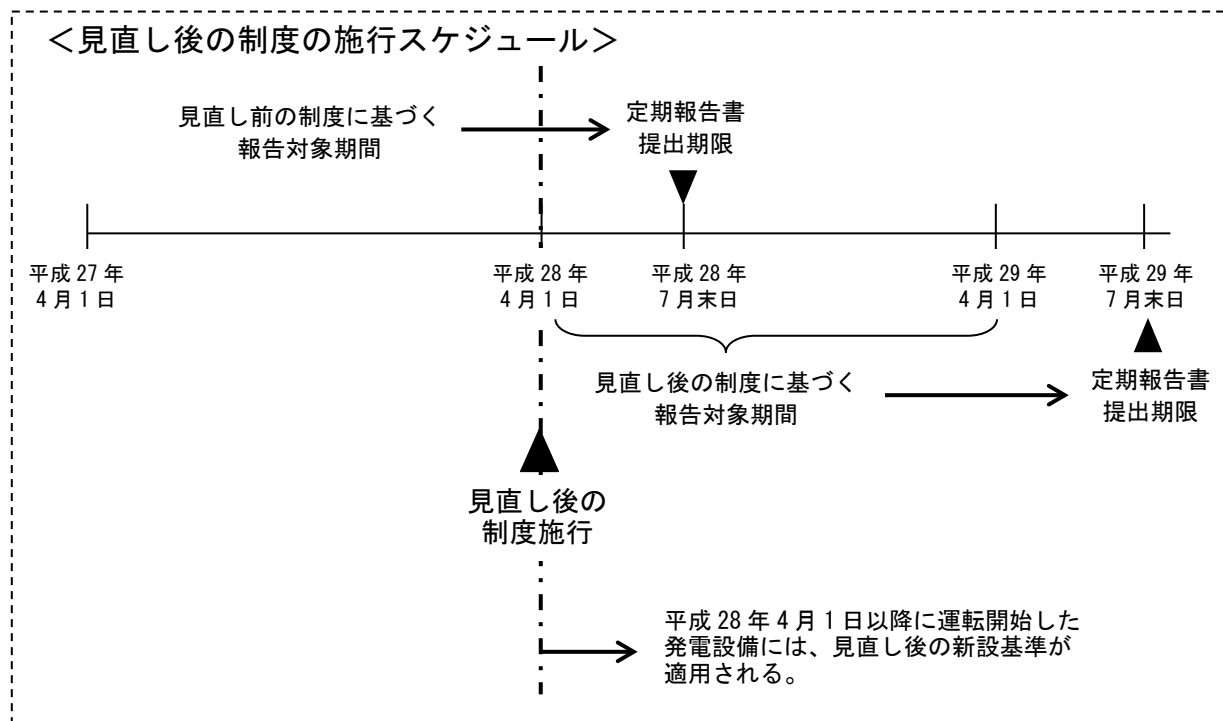 ＜見直し後の制度の施行スケジュール＞
見直し前の制度に基づく
報告対象期間
定期報告書
提出期限
平成 27 年
4 月 1 日
平成 28 年
4 月 1 日
平成 28 年
7 月末日
平成 29 年
4 月 1 日
平成 29 年
7 月末日
見直し後の制度に基づく
報告対象期間
定期報告書
提出期限
見直し後の
制度施行
平成 28 年 4 月 1 日以降に運転開始した
発電設備には、見直し後の新設基準が
適用される。